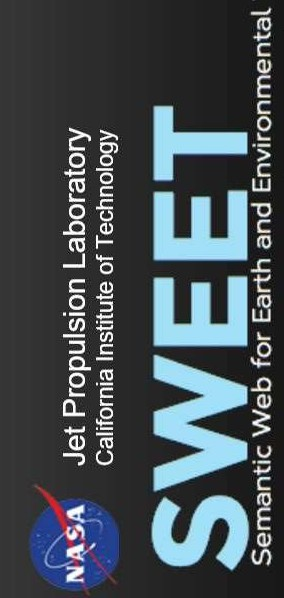 NASA
Jet Propulsion Laboratory
California Institute of Technology
SWEET
Semantic Web for Earth and Environmental